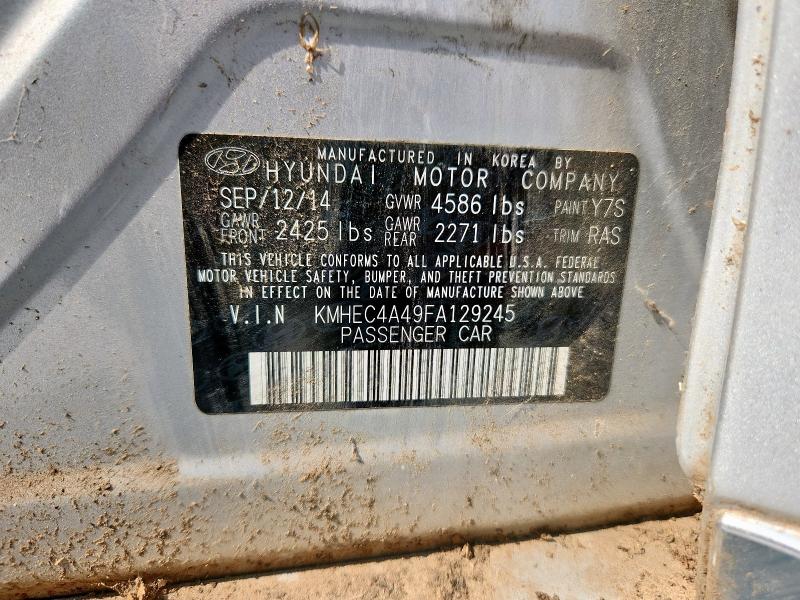 MANUFACTURED IN KOREA BY
HYUNDAI MOTOR COMPANY
SEP/12/14 GVWR 4586 lbs PAINT Y7S
GAWR FRONT 2425 lbs GAWR REAR 2271 lbs TRIM RAS
THIS VEHICLE CONFORMS TO ALL APPLICABLE U.S.A. FEDERAL
MOTOR VEHICLE SAFETY, BUMPER, AND THEFT PREVENTION STANDARDS
IN EFFECT ON THE DATE OF MANUFACTURE SHOWN ABOVE
V.I.N KMHEC4A49FA129245
PASSENGER CAR